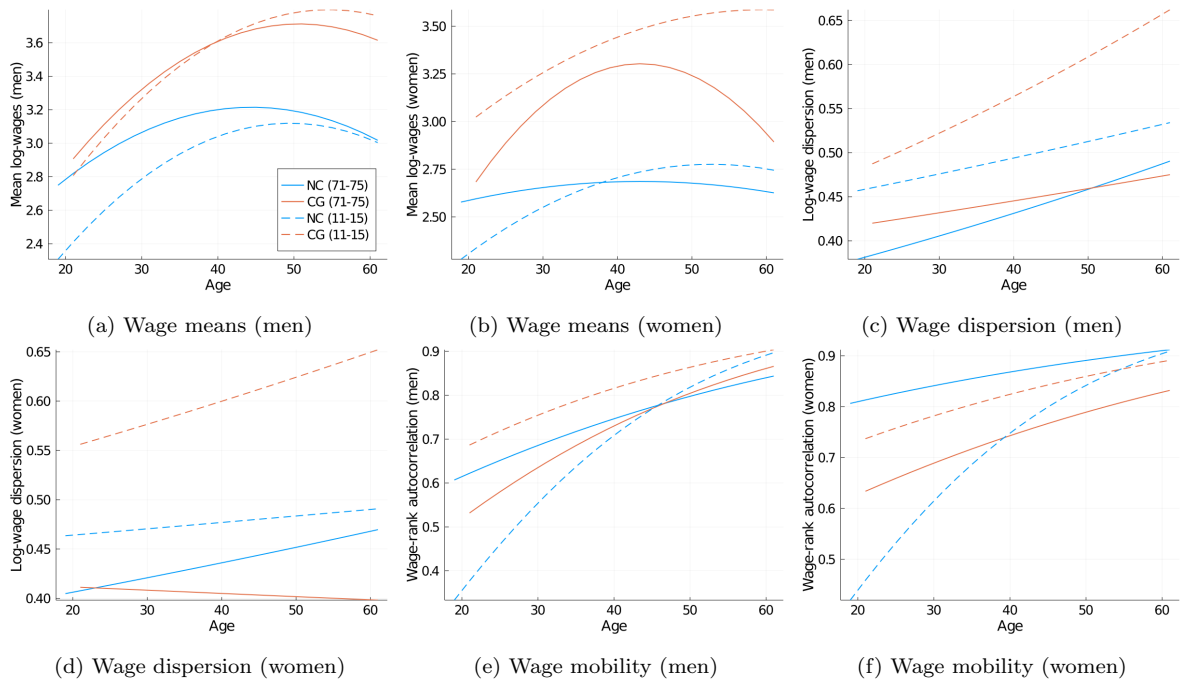 Mean log-wages (men)
3.6
3.4
3.2
3.0
2.8
2.6
2.4
NC (71-75)
CG (71-75)
NC (11-15)
CG (11-15)
20 30 40 50 60
Age
(a) Wage means (men)
Mean log-wages (women)
3.50
3.25
3.00
2.75
2.50
20 30 40 50 60
Age
(b) Wage means (women)
Log-wage dispersion (men)
0.65
0.60
0.55
0.50
0.45
0.40
20 30 40 50 60
Age
(c) Wage dispersion (men)
Log-wage dispersion (women)
0.65
0.60
0.55
0.50
0.45
0.40
20 30 40 50 60
Age
(d) Wage dispersion (women)
Wage-rank autocorrelation (men)
0.9
0.8
0.7
0.6
0.5
0.4
20 30 40 50 60
Age
(e) Wage mobility (men)
Wage-rank autocorrelation (women)
0.9
0.8
0.7
0.6
0.5
20 30 40 50 60
Age
(f) Wage mobility (women)